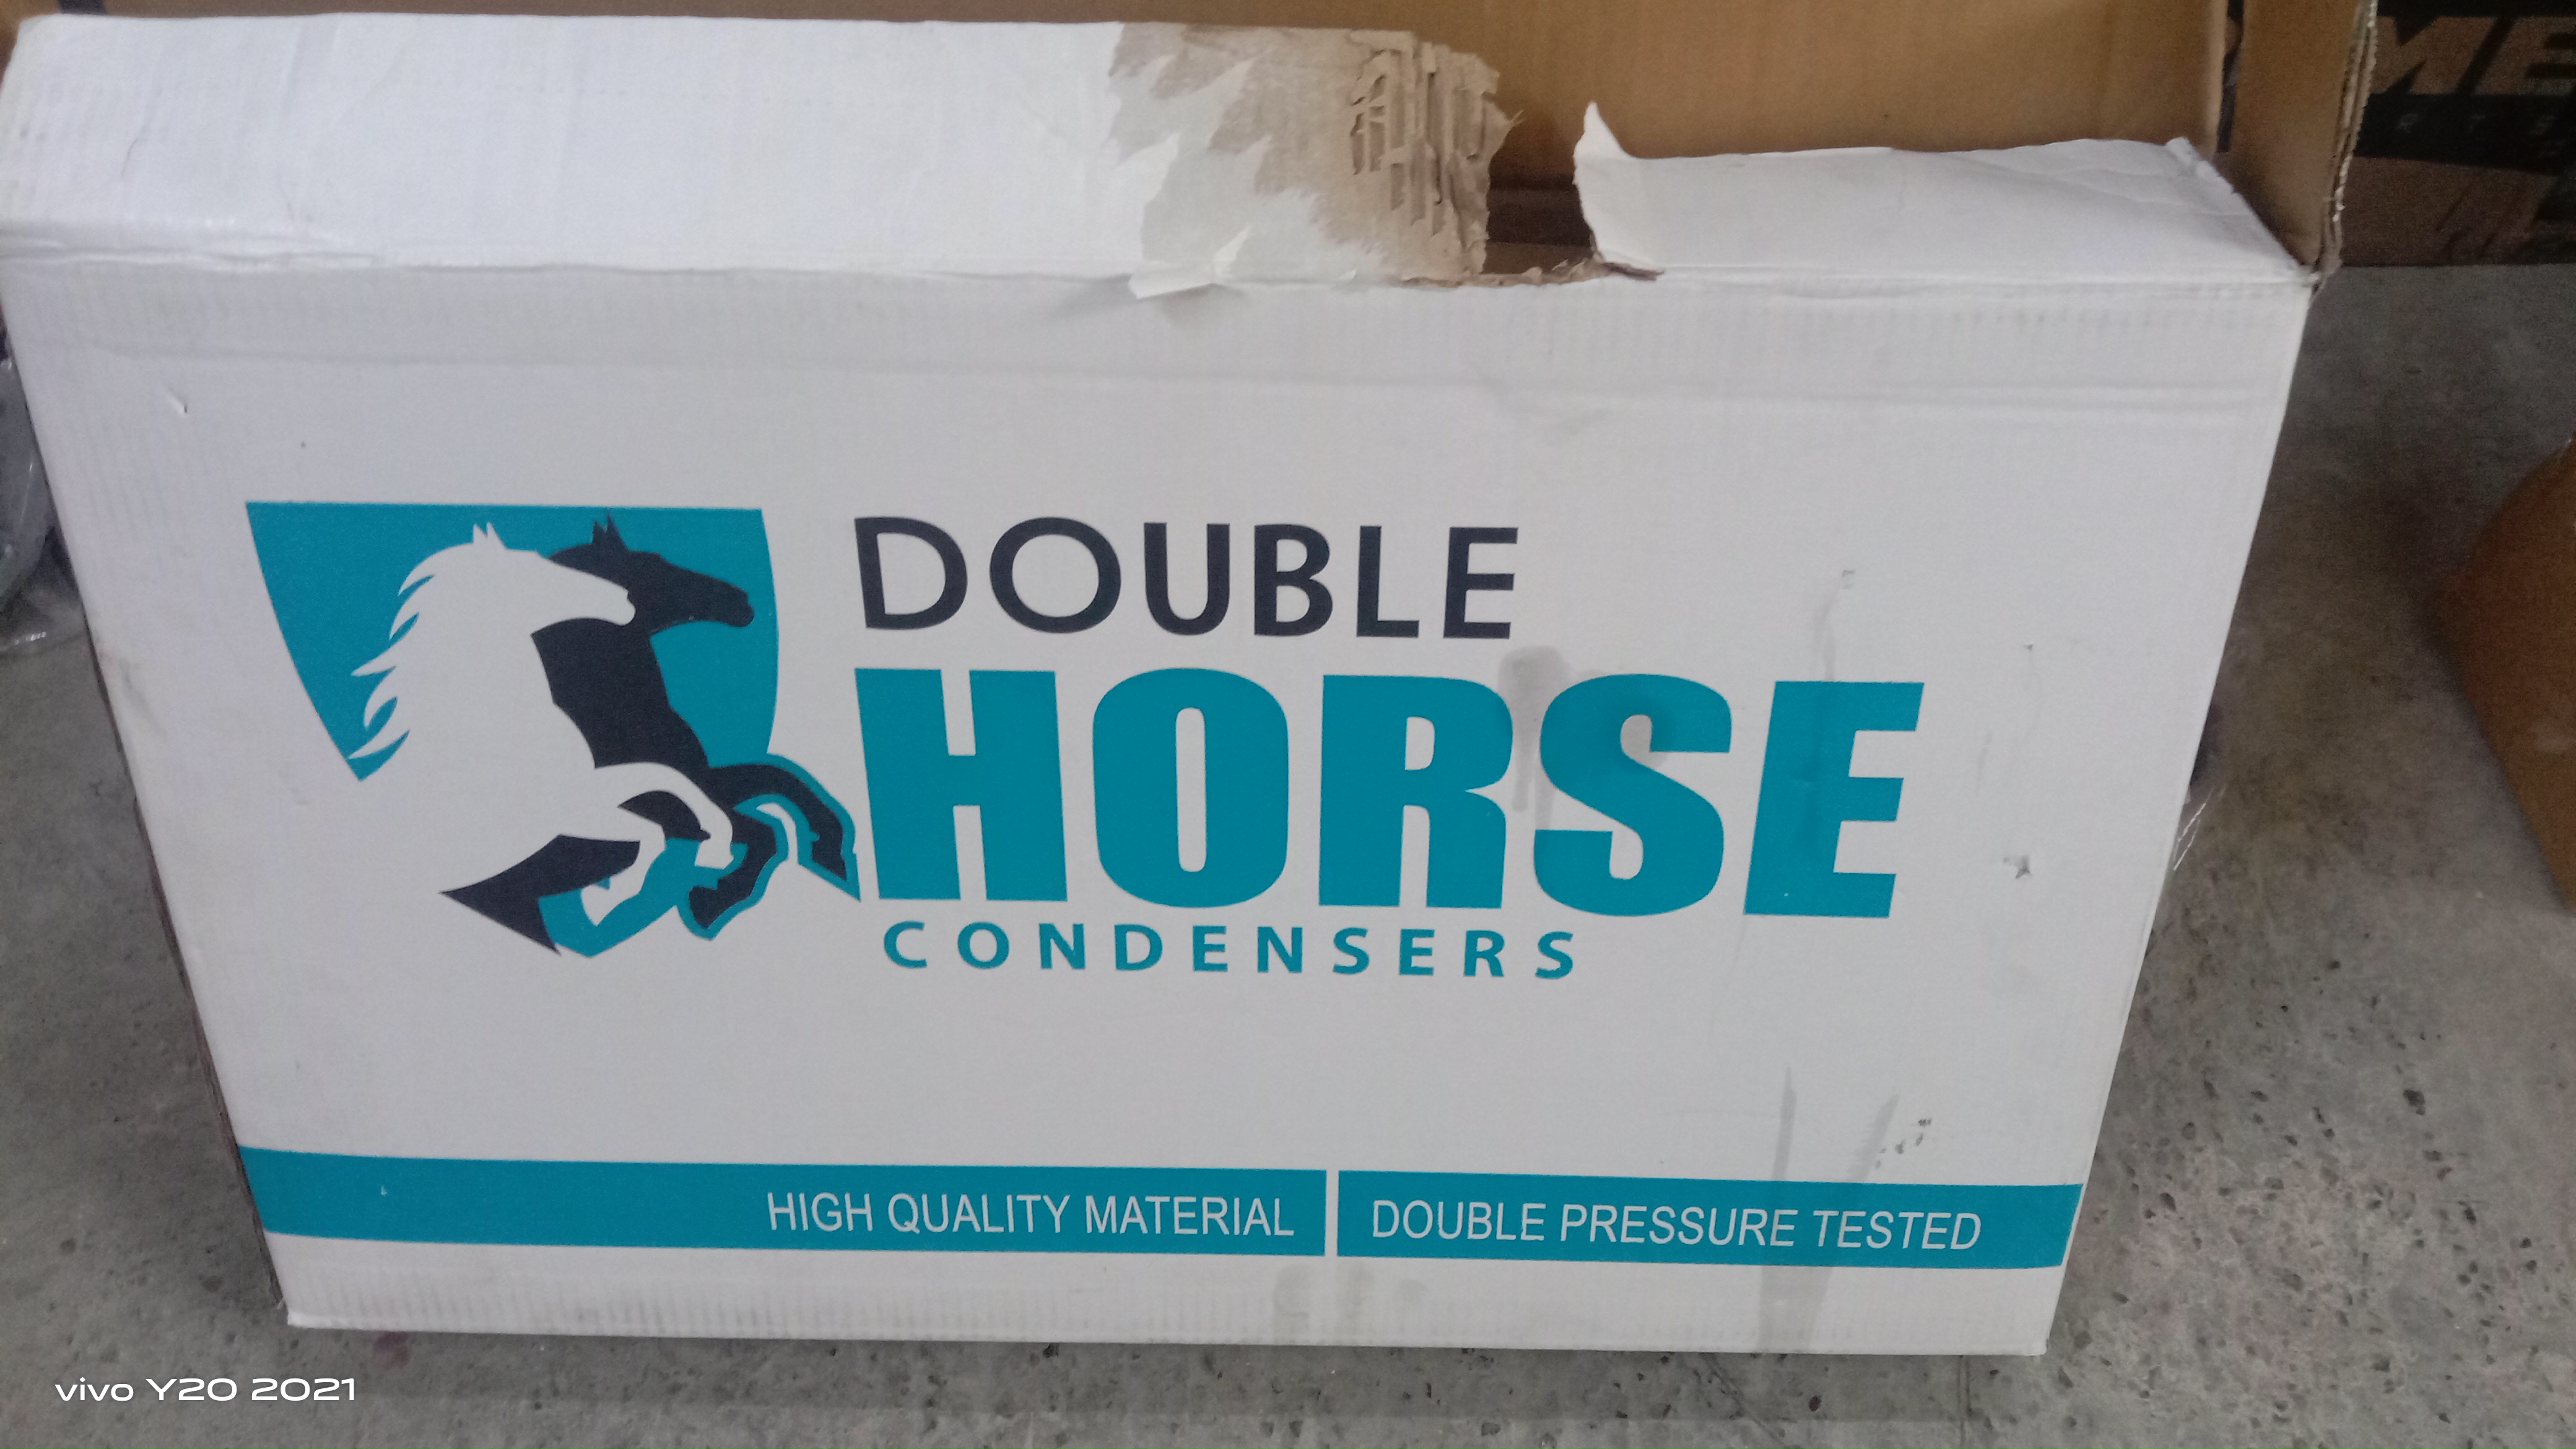 DOUBLE
HORSE
CONDENSERS
HIGH QUALITY MATERIAL
DOUBLE PRESSURE TESTED
vivo Y20 2021